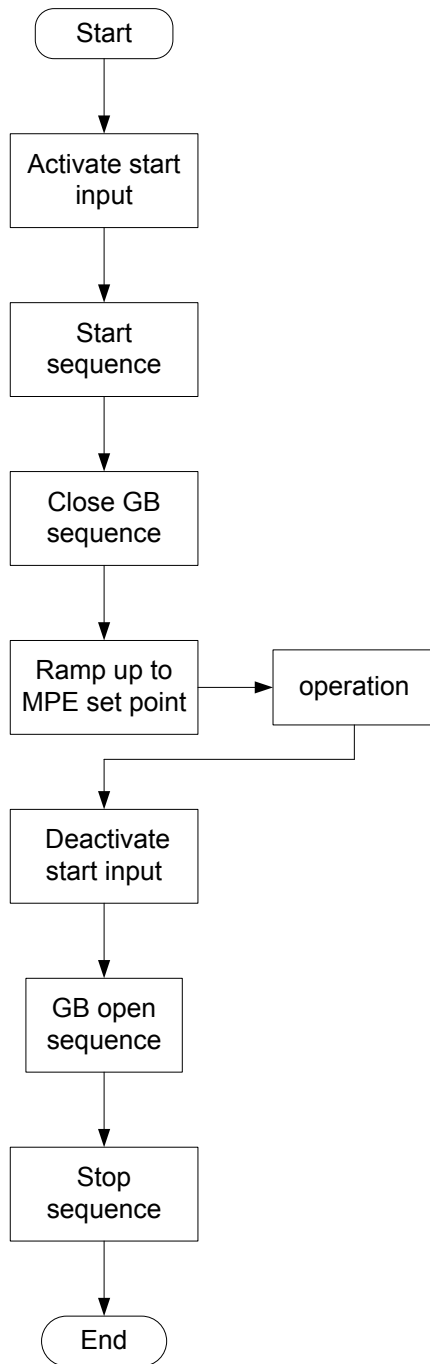 Start
Activate start
input
Start
sequence
Close GB
sequence
Ramp up to
MPE set point
operation
Deactivate
start input
GB open
sequence
Stop
sequence
End